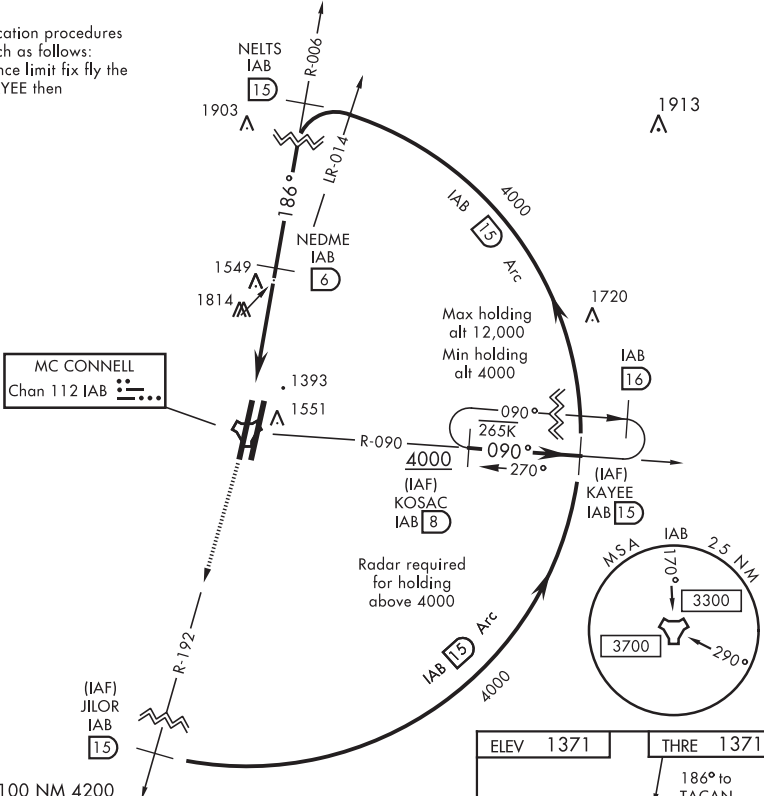 cation procedures
ch as follows:
nce limit fix fly the
YEE then
NELTS
IAB
15
R-006
1903
LR-014
1913
186°
IAB 15 Arc
4000
NEDME
IAB
6
1549
1814
1720
Max holding
alt 12,000
Min holding
alt 4000
IAB
16
MC CONNELL
Chan 112 IAB
1393
1551
R-090
090°
265K
090°
270°
4000
(IAF)
KOSAC
IAB 8
(IAF)
KAYEE
IAB 15
Radar required
for holding
above 4000
MSA IAB 25 NM
170°
3300
3700
290°
R-192
IAB 15 Arc
4000
(IAF)
JILOR
IAB
15
ELEV 1371
THRE 1371
186° to
TACAN
100 NM 4200